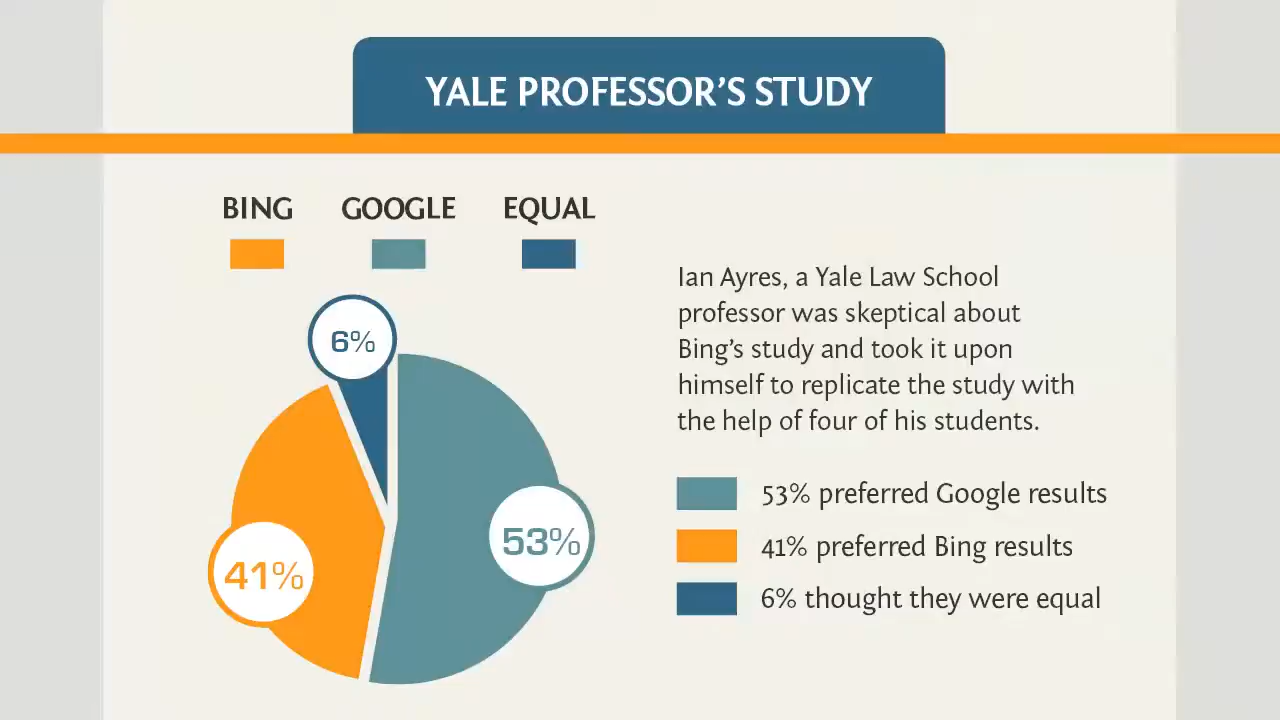 YALE PROFESSOR’S STUDY
BING GOOGLE EQUAL
6%
53%
41%
Ian Ayres, a Yale Law School
professor was skeptical about
Bing’s study and took it upon
himself to replicate the study with
the help of four of his students.
53% preferred Google results
41% preferred Bing results
6% thought they were equal